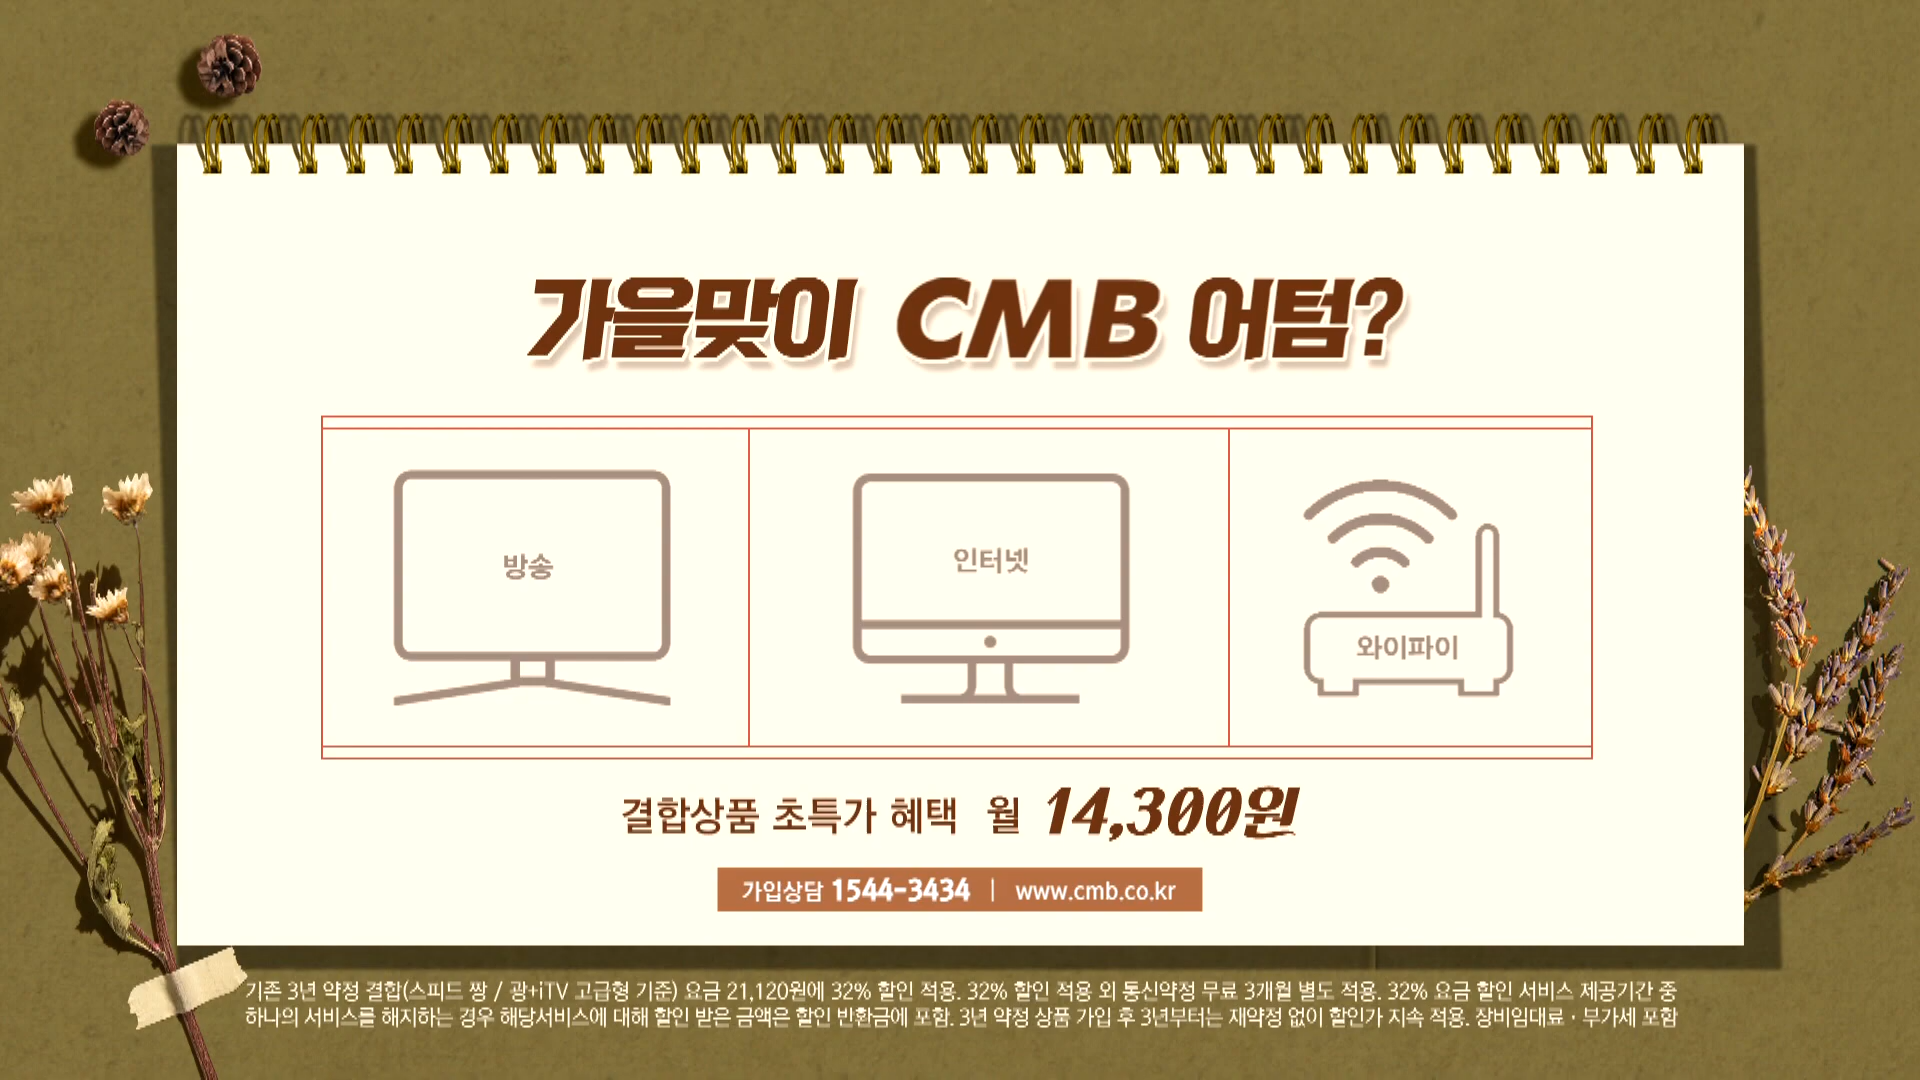 가을맞이 CMB 어텀?
방송
인터넷
와이파이
결합상품 초특가 혜택 월 14,300원
가입상담 1544-3434 | www.cmb.co.kr
기존 3년 약정 결합(스피드 짱 / 광+iTV 고급형 기준) 요금 21,120원에 32% 할인 적용. 32% 할인 적용 외 통신약정 무료 3개월 별도 적용. 32% 요금 할인 서비스 제공기간 중
하나의 서비스를 해지하는 경우 해당서비스에 대해 할인 받은 금액은 할인 반환금에 포함. 3년 약정 상품 가입 후 3년부터는 재약정 없이 할인가 지속 적용. 장비임대료 · 부가세 포함